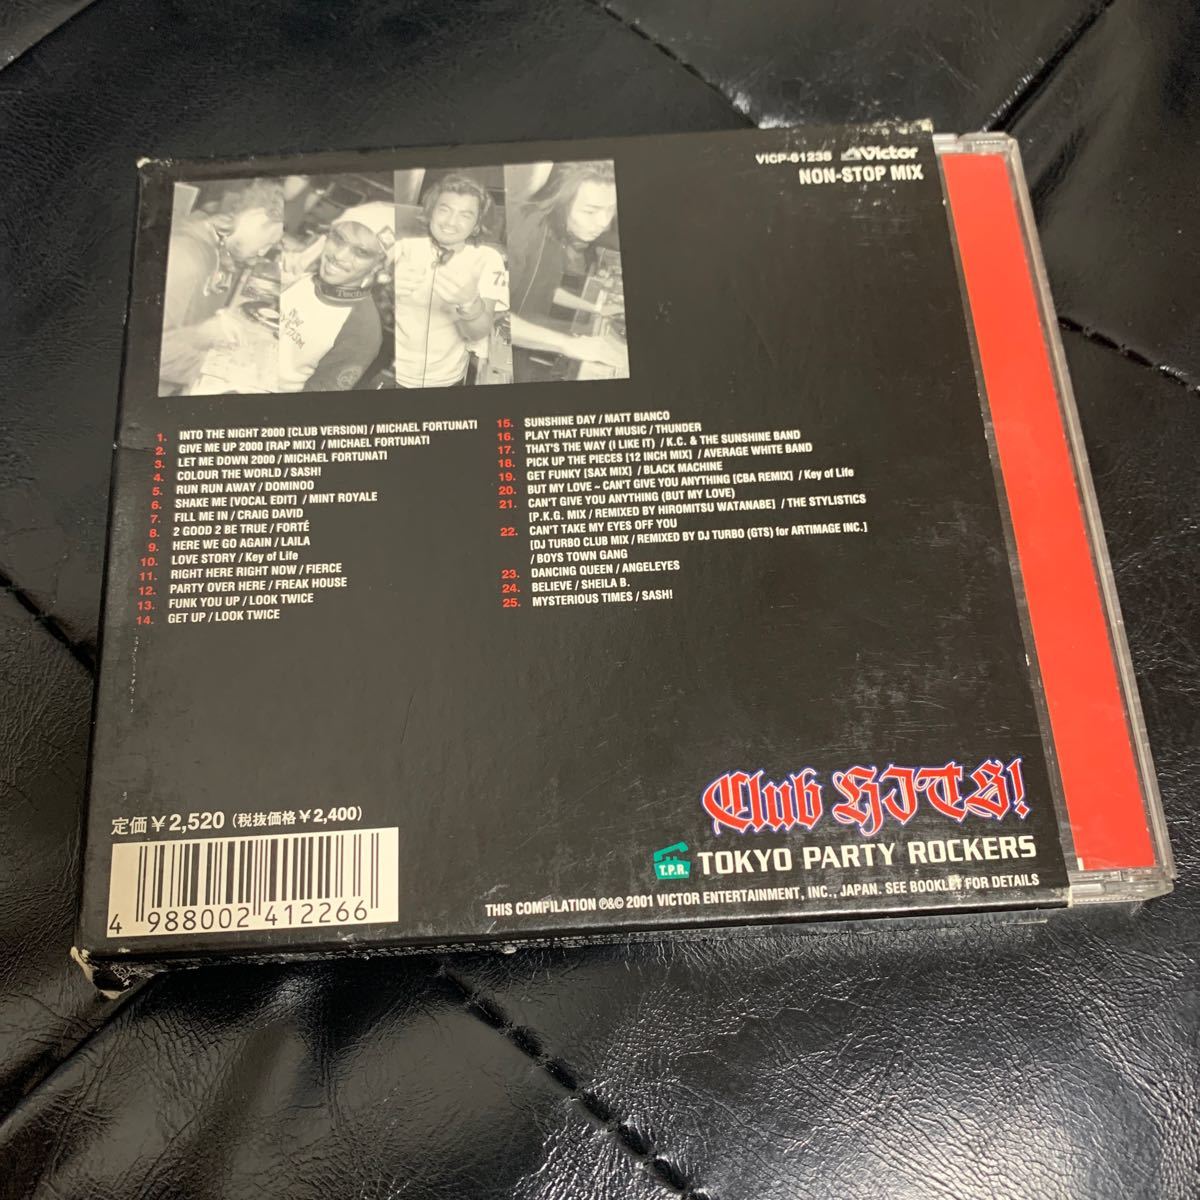 VICP-61238 Victor
NON-STOP MIX
1. INTO THE NIGHT 2000 [CLUB VERSION] / MICHAEL FORTUNATI
2. GIVE ME UP 2000 [RAP MIX] / MICHAEL FORTUNATI
3. LET ME DOWN 2000 / MICHAEL FORTUNATI
4. COLOUR THE WORLD / SASH!
5. RUN RUN AWAY / DOMINOO
6. SHAKE ME [VOCAL EDIT] / MINT ROYALE
7. FILL ME IN / CRAIG DAVID
8. 2 GOOD 2 BE TRUE / FORTÉ
9. HERE WE GO AGAIN / LAILA
10. LOVE STORY / Key of Life
11. RIGHT HERE RIGHT NOW / FIERCE
12. PARTY OVER HERE / FREAK HOUSE
13. FUNK YOU UP / LOOK TWICE
14. GET UP / LOOK TWICE
15. SUNSHINE DAY / MATT BIANCO
16. PLAY THAT FUNKY MUSIC / THUNDER
17. THAT'S THE WAY (I LIKE IT) / K.C. & THE SUNSHINE BAND
18. PICK UP THE PIECES [12 INCH MIX] / AVERAGE WHITE BAND
19. GET FUNKY [SAX MIX] / BLACK MACHINE
20. BUT MY LOVE ~ CAN'T GIVE YOU ANYTHING [CBA REMIX] / Key of Life
21. CAN'T GIVE YOU ANYTHING (BUT MY LOVE)
[P.K.G. MIX / REMIXED BY HIROMITSU WATANABE] / THE STYLISTICS
22. CAN'T TAKE MY EYES OFF YOU
[DJ TURBO CLUB MIX / REMIXED BY DJ TURBO (GTS) for ARTIMAGE INC.]
/ BOYS TOWN GANG
23. DANCING QUEEN / ANGELEYES
24. BELIEVE / SHEILA B.
25. MYSTERIOUS TIMES / SASH!
定価￥2,520 (税抜価格￥2,400)
4 988002 412266
Club HITS!
T.P.R. TOKYO PARTY ROCKERS
THIS COMPILATION ℗&© 2001 VICTOR ENTERTAINMENT, INC., JAPAN. SEE BOOKLET FOR DETAILS